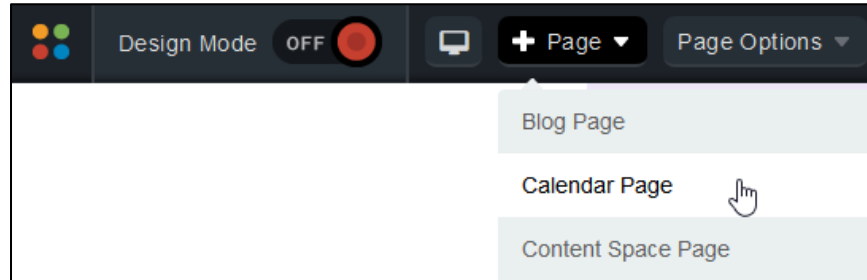 Design Mode OFF Page Page Options
Blog Page
Calendar Page
Content Space Page